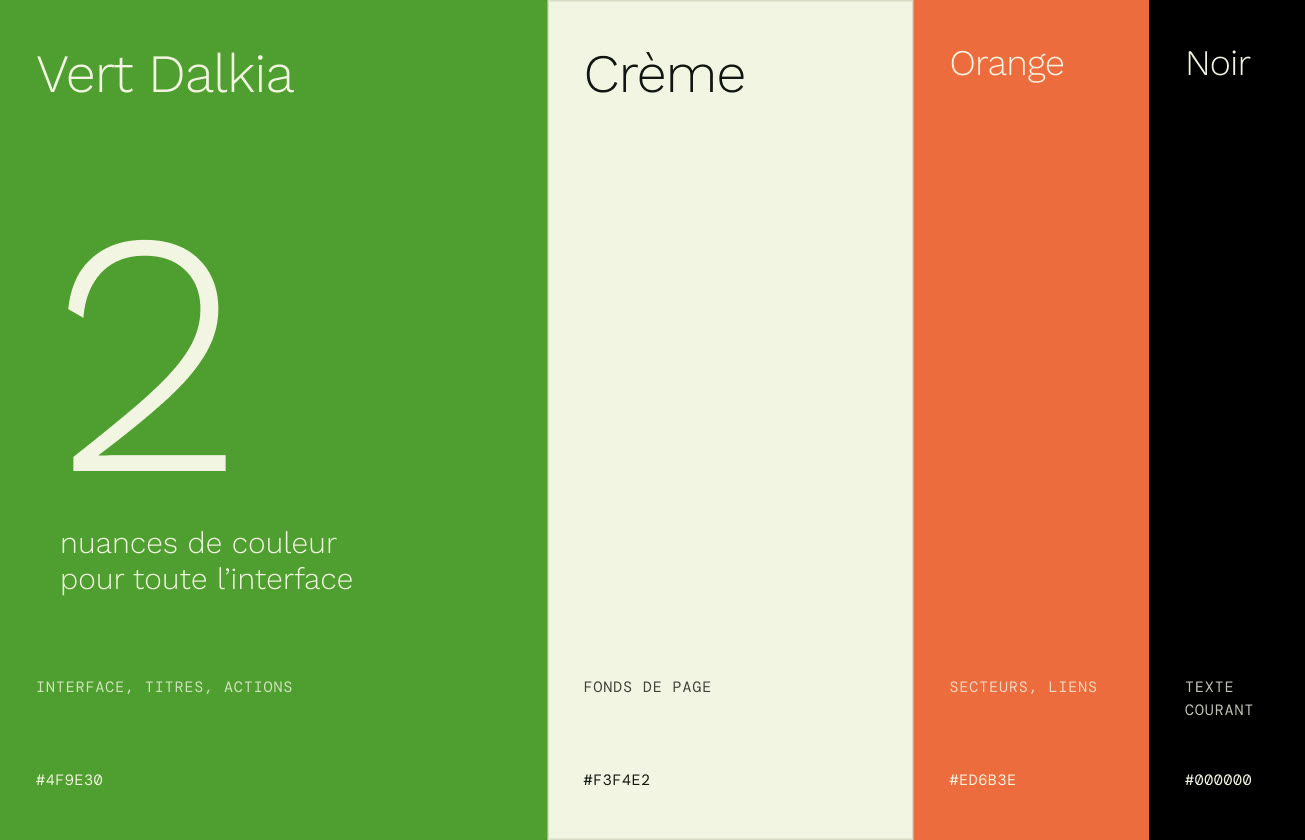 Vert Dalkia
2
nuances de couleur
pour toute l’interface
INTERFACE, TITRES, ACTIONS
#4F9E30
Crème
FONDS DE PAGE
#F3F4E2
Orange
SECTEURS, LIENS
#ED6B3E
Noir
TEXTE
COURANT
#000000